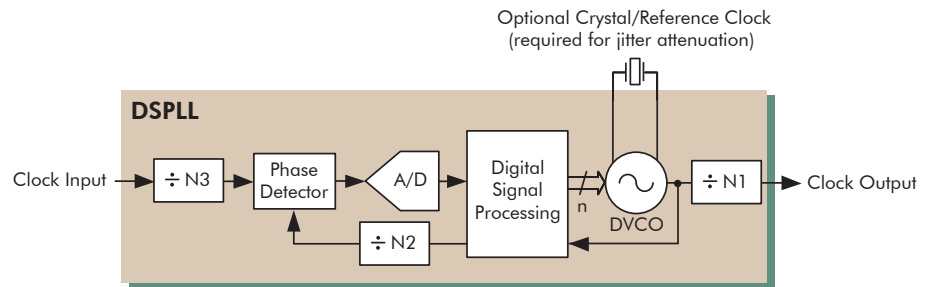 Optional Crystal/Reference Clock
(required for jitter attenuation)
DSPLL
Clock Input
÷ N3
Phase
Detector
A/D
Digital
Signal
Processing
n
DVCO
÷ N1
Clock Output
÷ N2